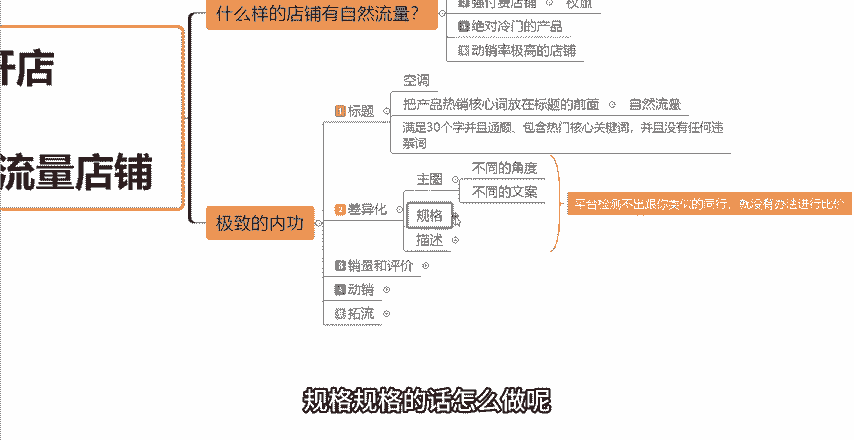 什么样的店铺有自然流量？
强付费店铺
权重
绝对冷门的产品
动销率极高的店铺
开店
流量店铺
极致的内功
1 标题
空调
把产品热销核心词放在标题的前面
自然流量
满足30个字并且通顺、包含热门核心关键词，并且没有任何违
禁词
2 差异化
主图
不同的角度
不同的文案
规格
描述
平台检测不出跟你类似的同行，就没有办法进行比价
3 销量和评价
4 动销
5 拓流
规格规格的话怎么做呢